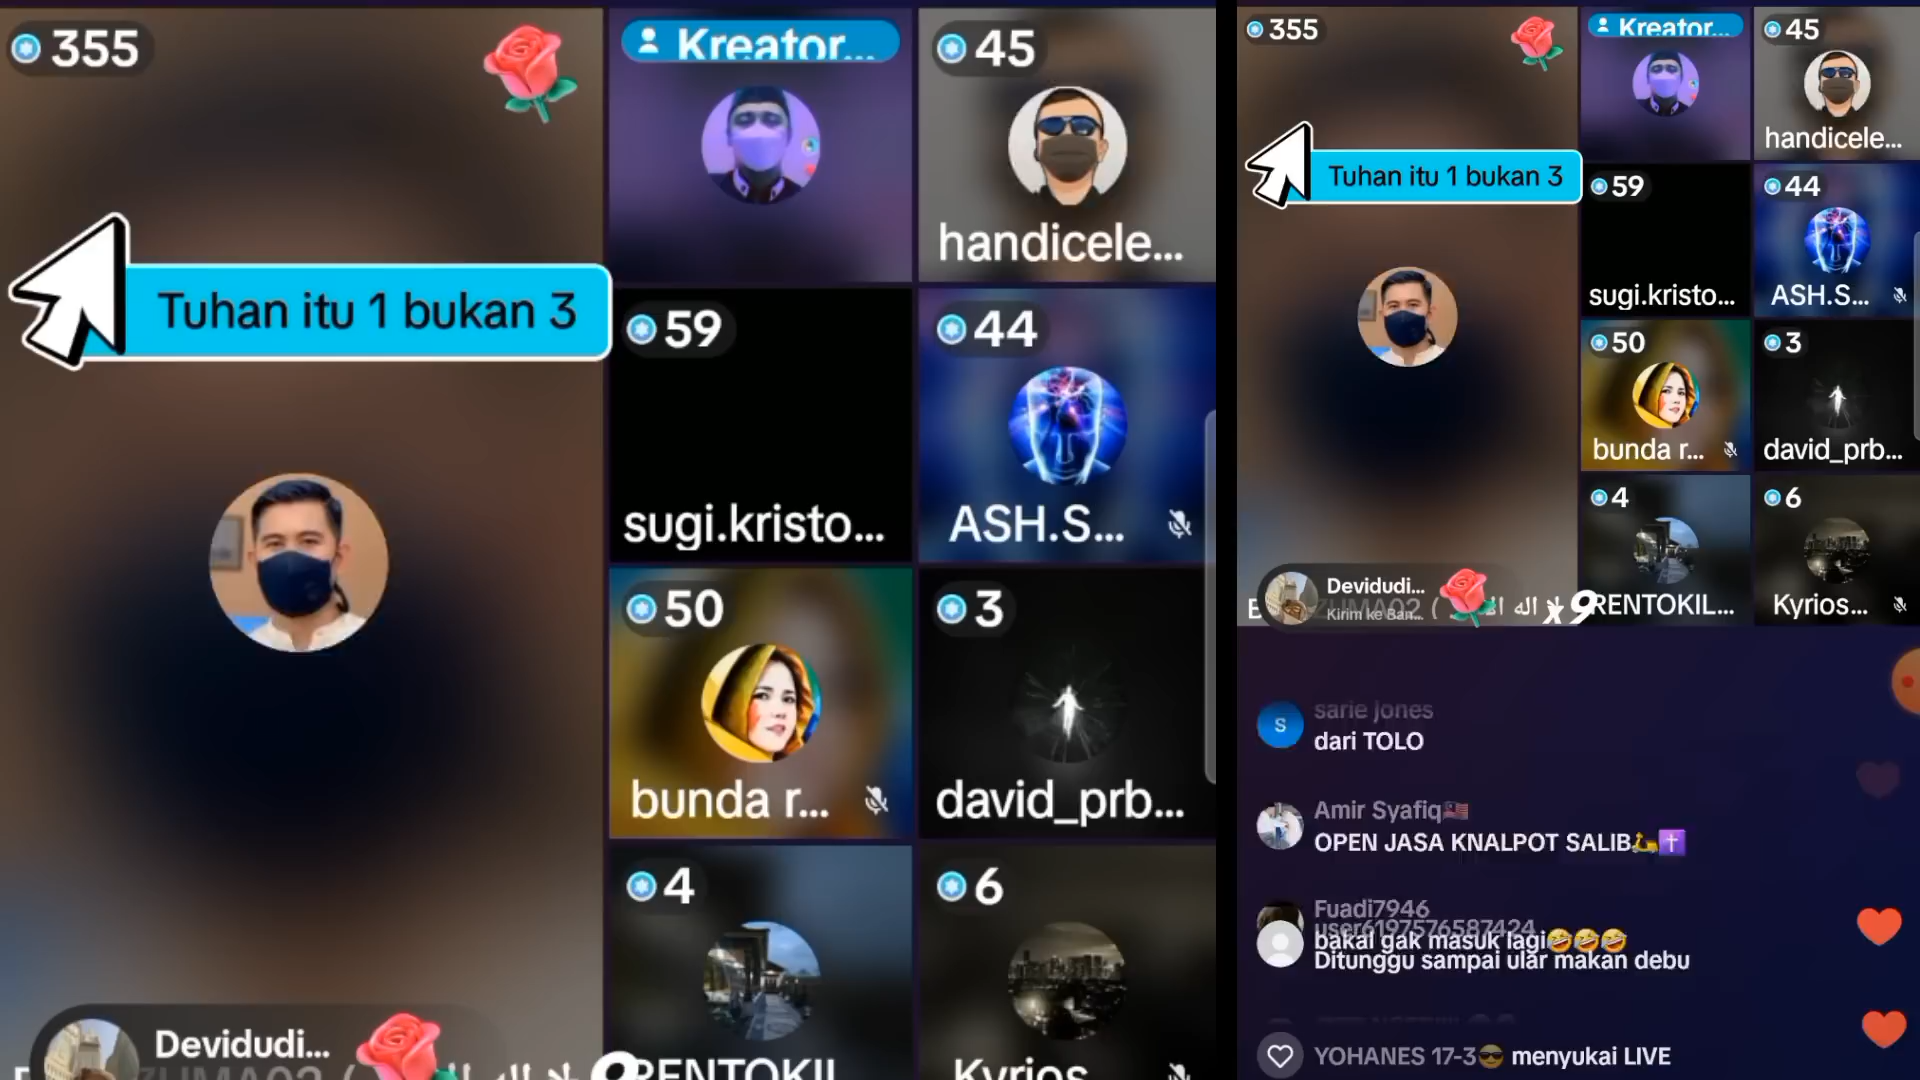 355
Kreator...
45
handicele...
Tuhan itu 1 bukan 3
59
sugi.kristo...
44
ASH.S...
50
bunda r...
3
david_prb...
4
RENTOKIL
6
Kyrios
Devidudi...
355
Kreator...
45
handicele...
Tuhan itu 1 bukan 3
59
sugi.kristo...
44
ASH.S...
50
bunda r...
3
david_prb...
4
RENTOKIL...
6
Kyrios...
Devidudi...
Kirim ke Ban...
x9
sarie jones
dari TOLO
Amir Syafiq🇲🇾
OPEN JASA KNALPOT SALIB🛵✝️
Fuadi7946
bakal gak masuk lagi🤣🤣🤣
user6197576587424
Ditunggu sampai ular makan debu
YOHANES 17-3😎 menyukai LIVE